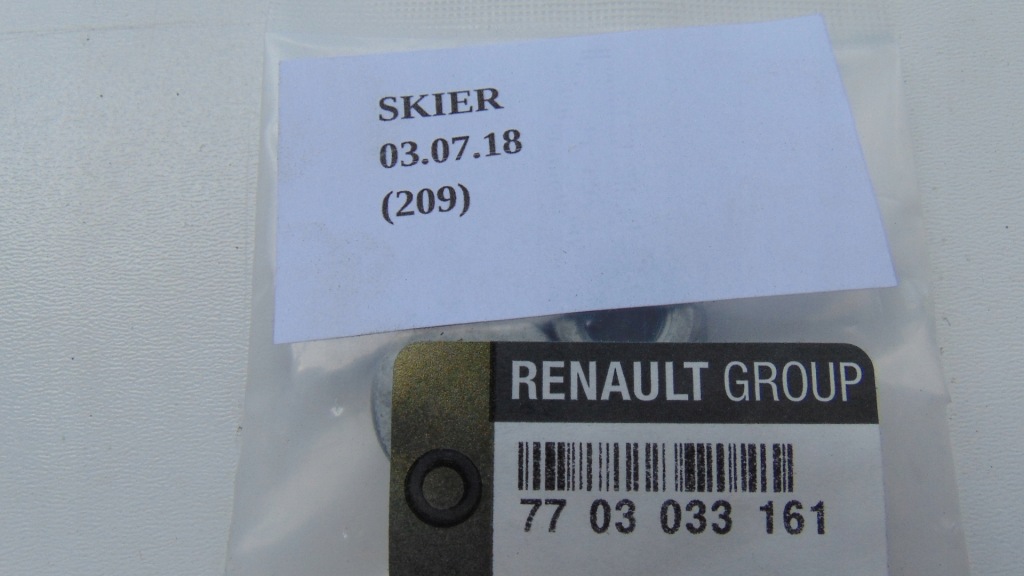 SKIER
03.07.18
(209)
RENAULT GROUP
77 03 033 161